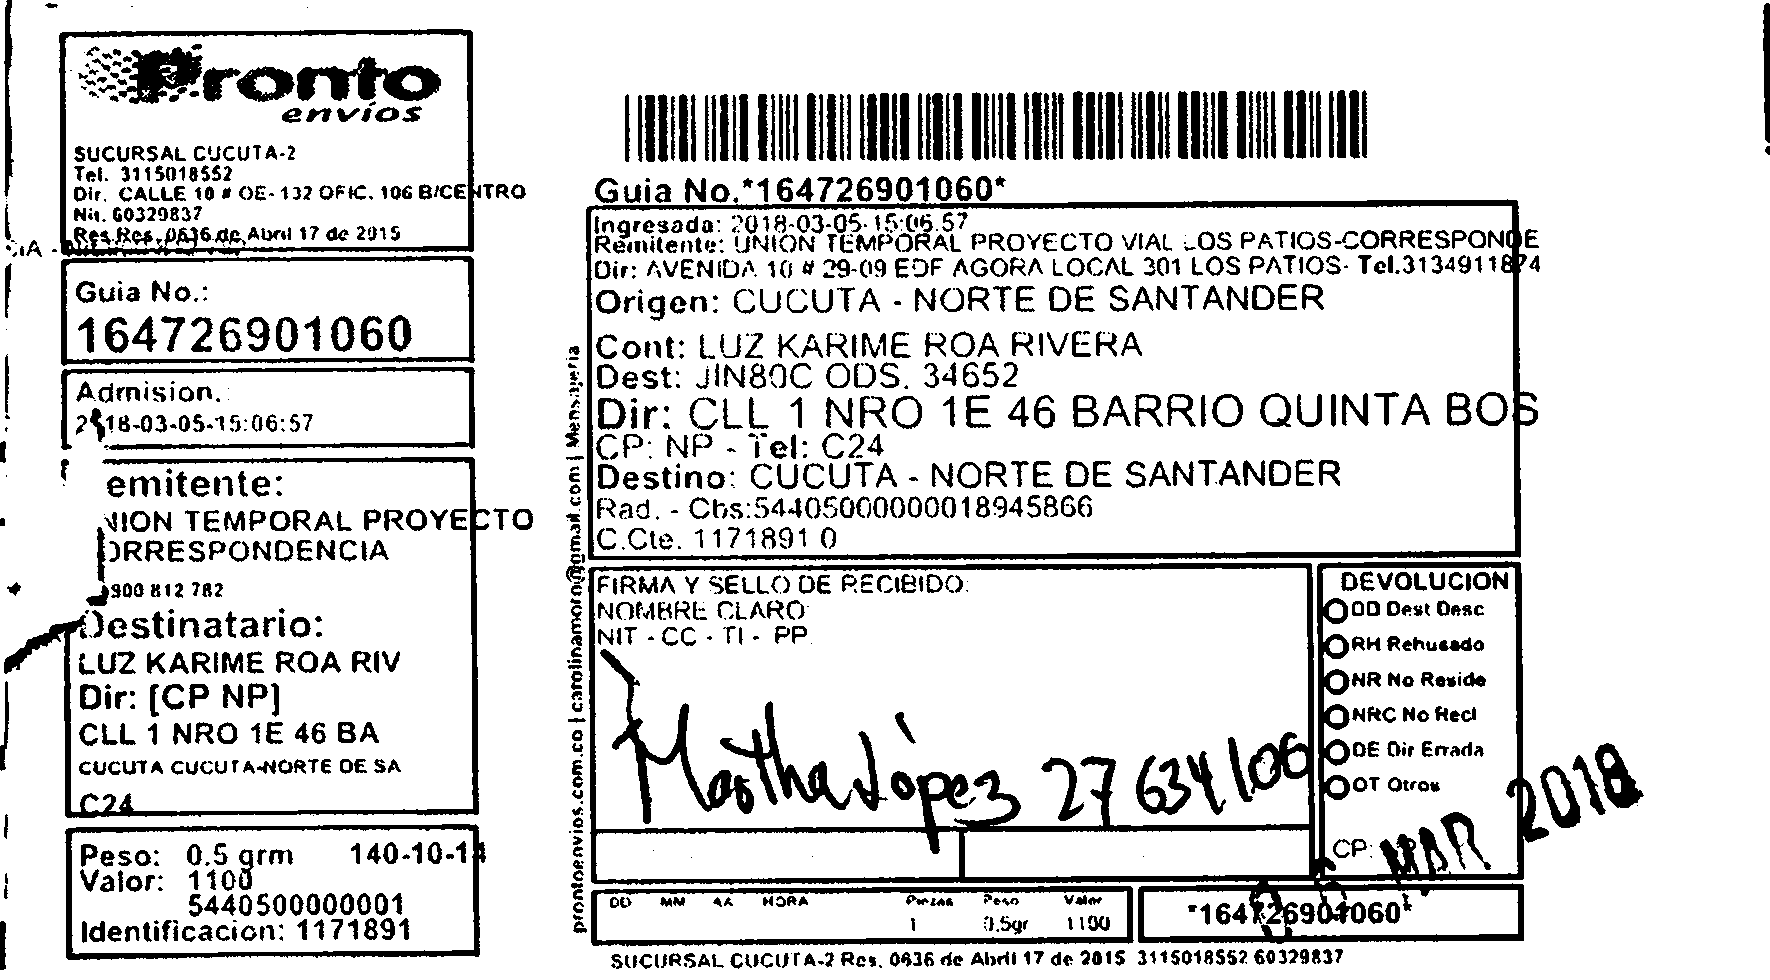 Pronto
envíos
SUCURSAL CUCUTA-2
Tel. 3115018552
Dir. CALLE 10 # OE-132 OFIC. 106 B/CENTRO
Nit. 60329837
Res.Res. 0636 de Abril 17 de 2015
Guia No.:
164726901060
Admision.
18-03-05-15:06:57
emitente:
NION TEMPORAL PROYECTO
ORRESPONDENCIA
900 812 782
Destinatario:
LUZ KARIME ROA RIV
Dir: [CP NP]
CLL 1 NRO 1E 46 BA
CUCUTA CUCUTA-NORTE DE SA
C24
Peso: 0.5 grm 140-10-14
Valor: 1100
5440500000001
Identificacion: 1171891
prontoenvios.com.co | carolinamoro@gmail.com | Mensajeria
Guia No.*164726901060*
Ingresada: 2018-03-05-15:06:57
Remitente: UNION TEMPORAL PROYECTO VIAL LOS PATIOS-CORRESPONDE
Dir: AVENIDA 10 # 29-09 EDF AGORA LOCAL 301 LOS PATIOS- Tel.3134911874
Origen: CUCUTA - NORTE DE SANTANDER
Cont: LUZ KARIME ROA RIVERA
Dest: JIN80C ODS. 34652
Dir: CLL 1 NRO 1E 46 BARRIO QUINTA BOS
CP: NP - Tel: C24
Destino: CUCUTA - NORTE DE SANTANDER
Rad. - Cbs:54405000000018945866
C.Cte. 1171891 0
FIRMA Y SELLO DE RECIBIDO:
NOMBRE CLARO:
NIT - CC - TI - PP
Martha López 27634106
DEVOLUCION
DD Dest Desc
RH Rehusado
NR No Reside
NRC No Recl
DE Dir Errada
OT Otros
CP:
MAR 2018
DD MM AA HORA Piezas Peso Valor
1 0.5gr 1100
*164726901060*
SUCURSAL CUCUTA-2 Res. 0636 de Abril 17 de 2015 3115018552 60329837